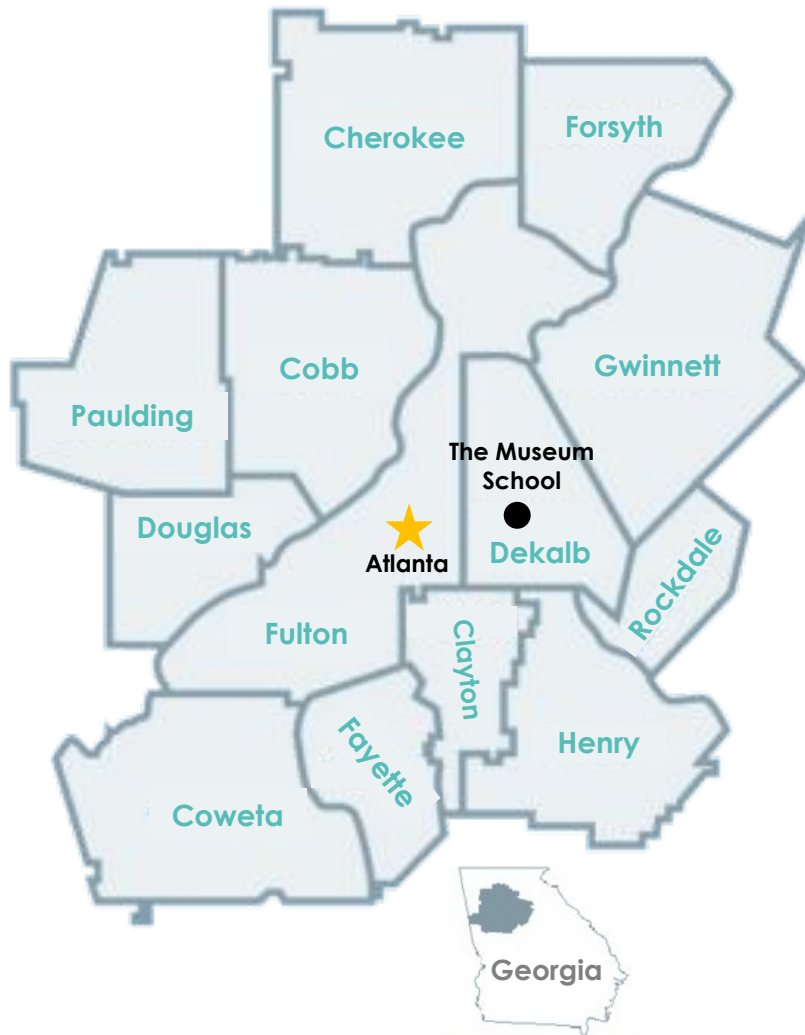 Cherokee
Forsyth
Cobb
Gwinnett
Paulding
The Museum
School
Douglas
Atlanta
Dekalb
Rockdale
Fulton
Clayton
Fayette
Henry
Coweta
Georgia